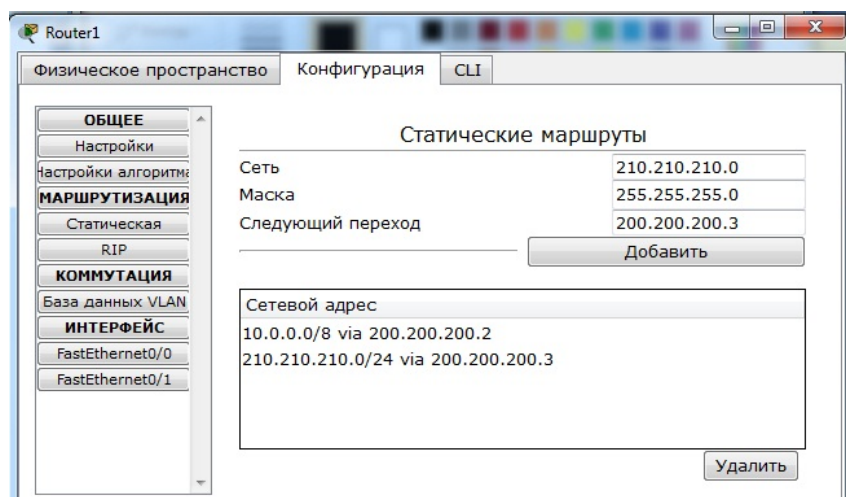 Router1
Физическое пространство
Конфигурация
CLI
ОБЩЕЕ
Настройки
Настройки алгоритма
МАРШРУТИЗАЦИЯ
Статическая
RIP
КОММУТАЦИЯ
База данных VLAN
ИНТЕРФЕЙС
FastEthernet0/0
FastEthernet0/1
Статические маршруты
Сеть 210.210.210.0
Маска 255.255.255.0
Следующий переход 200.200.200.3
Добавить
Сетевой адрес
10.0.0.0/8 via 200.200.200.2
210.210.210.0/24 via 200.200.200.3
Удалить